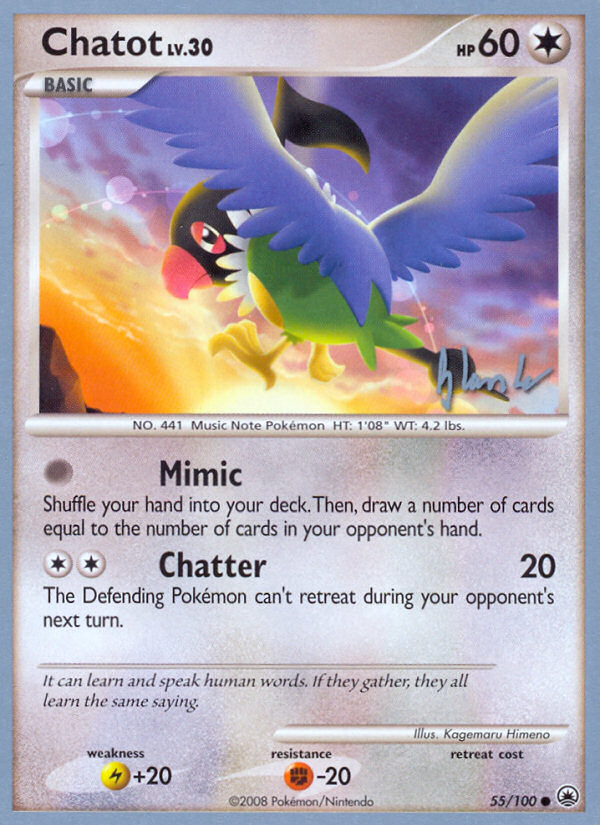 Chatot LV.30 HP 60
BASIC
NO. 441 Music Note Pokémon HT: 1'08" WT: 4.2 lbs.
Mimic
Shuffle your hand into your deck. Then, draw a number of cards
equal to the number of cards in your opponent's hand.
Chatter 20
The Defending Pokémon can't retreat during your opponent's
next turn.
It can learn and speak human words. If they gather, they all
learn the same saying.
Illus. Kagemaru Himeno
weakness resistance retreat cost
+20 -20
©2008 Pokémon/Nintendo 55/100